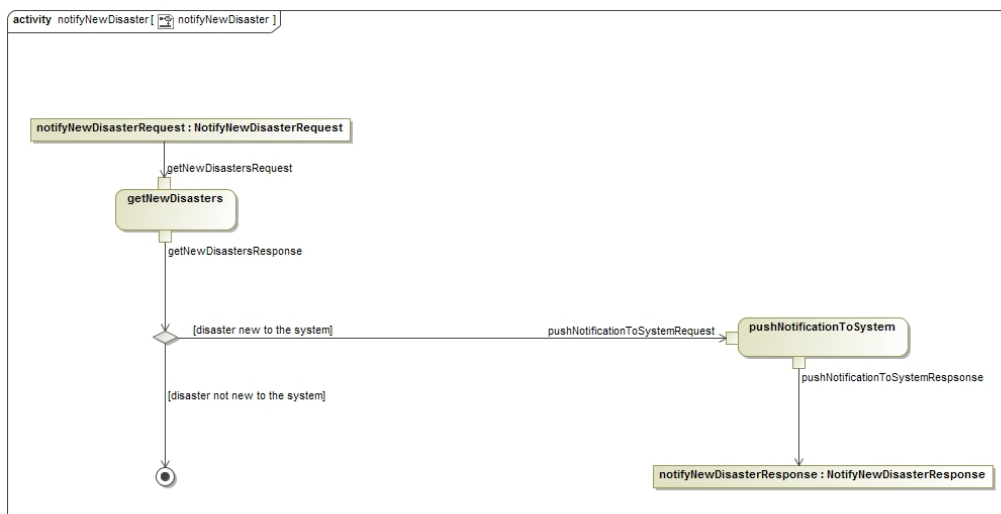 activity notifyNewDisaster [ notifyNewDisaster ]
notifyNewDisasterRequest : NotifyNewDisasterRequest
getNewDisastersRequest
getNewDisasters
getNewDisastersResponse
[disaster new to the system]
pushNotificationToSystemRequest
pushNotificationToSystem
pushNotificationToSystemRespsonse
[disaster not new to the system]
notifyNewDisasterResponse : NotifyNewDisasterResponse